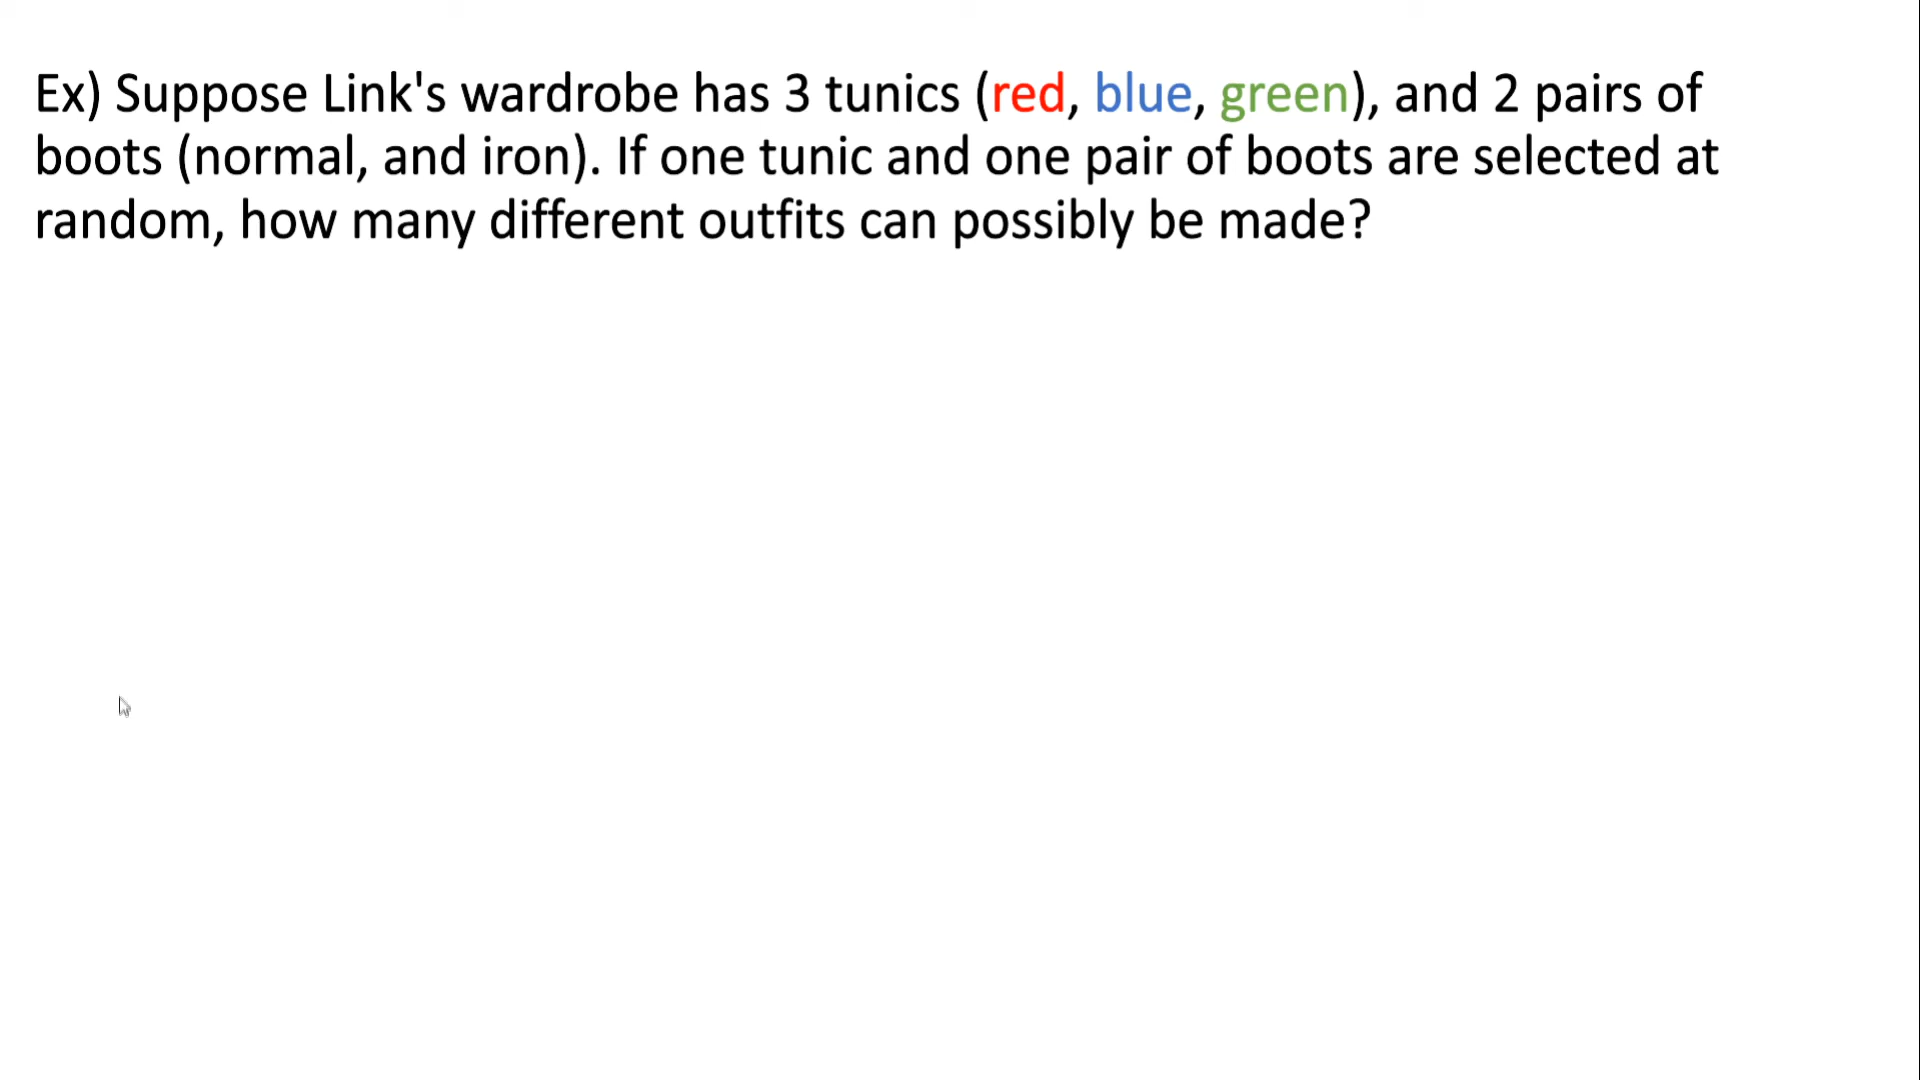 Ex) Suppose Link's wardrobe has 3 tunics (red, blue, green), and 2 pairs of
boots (normal, and iron). If one tunic and one pair of boots are selected at
random, how many different outfits can possibly be made?